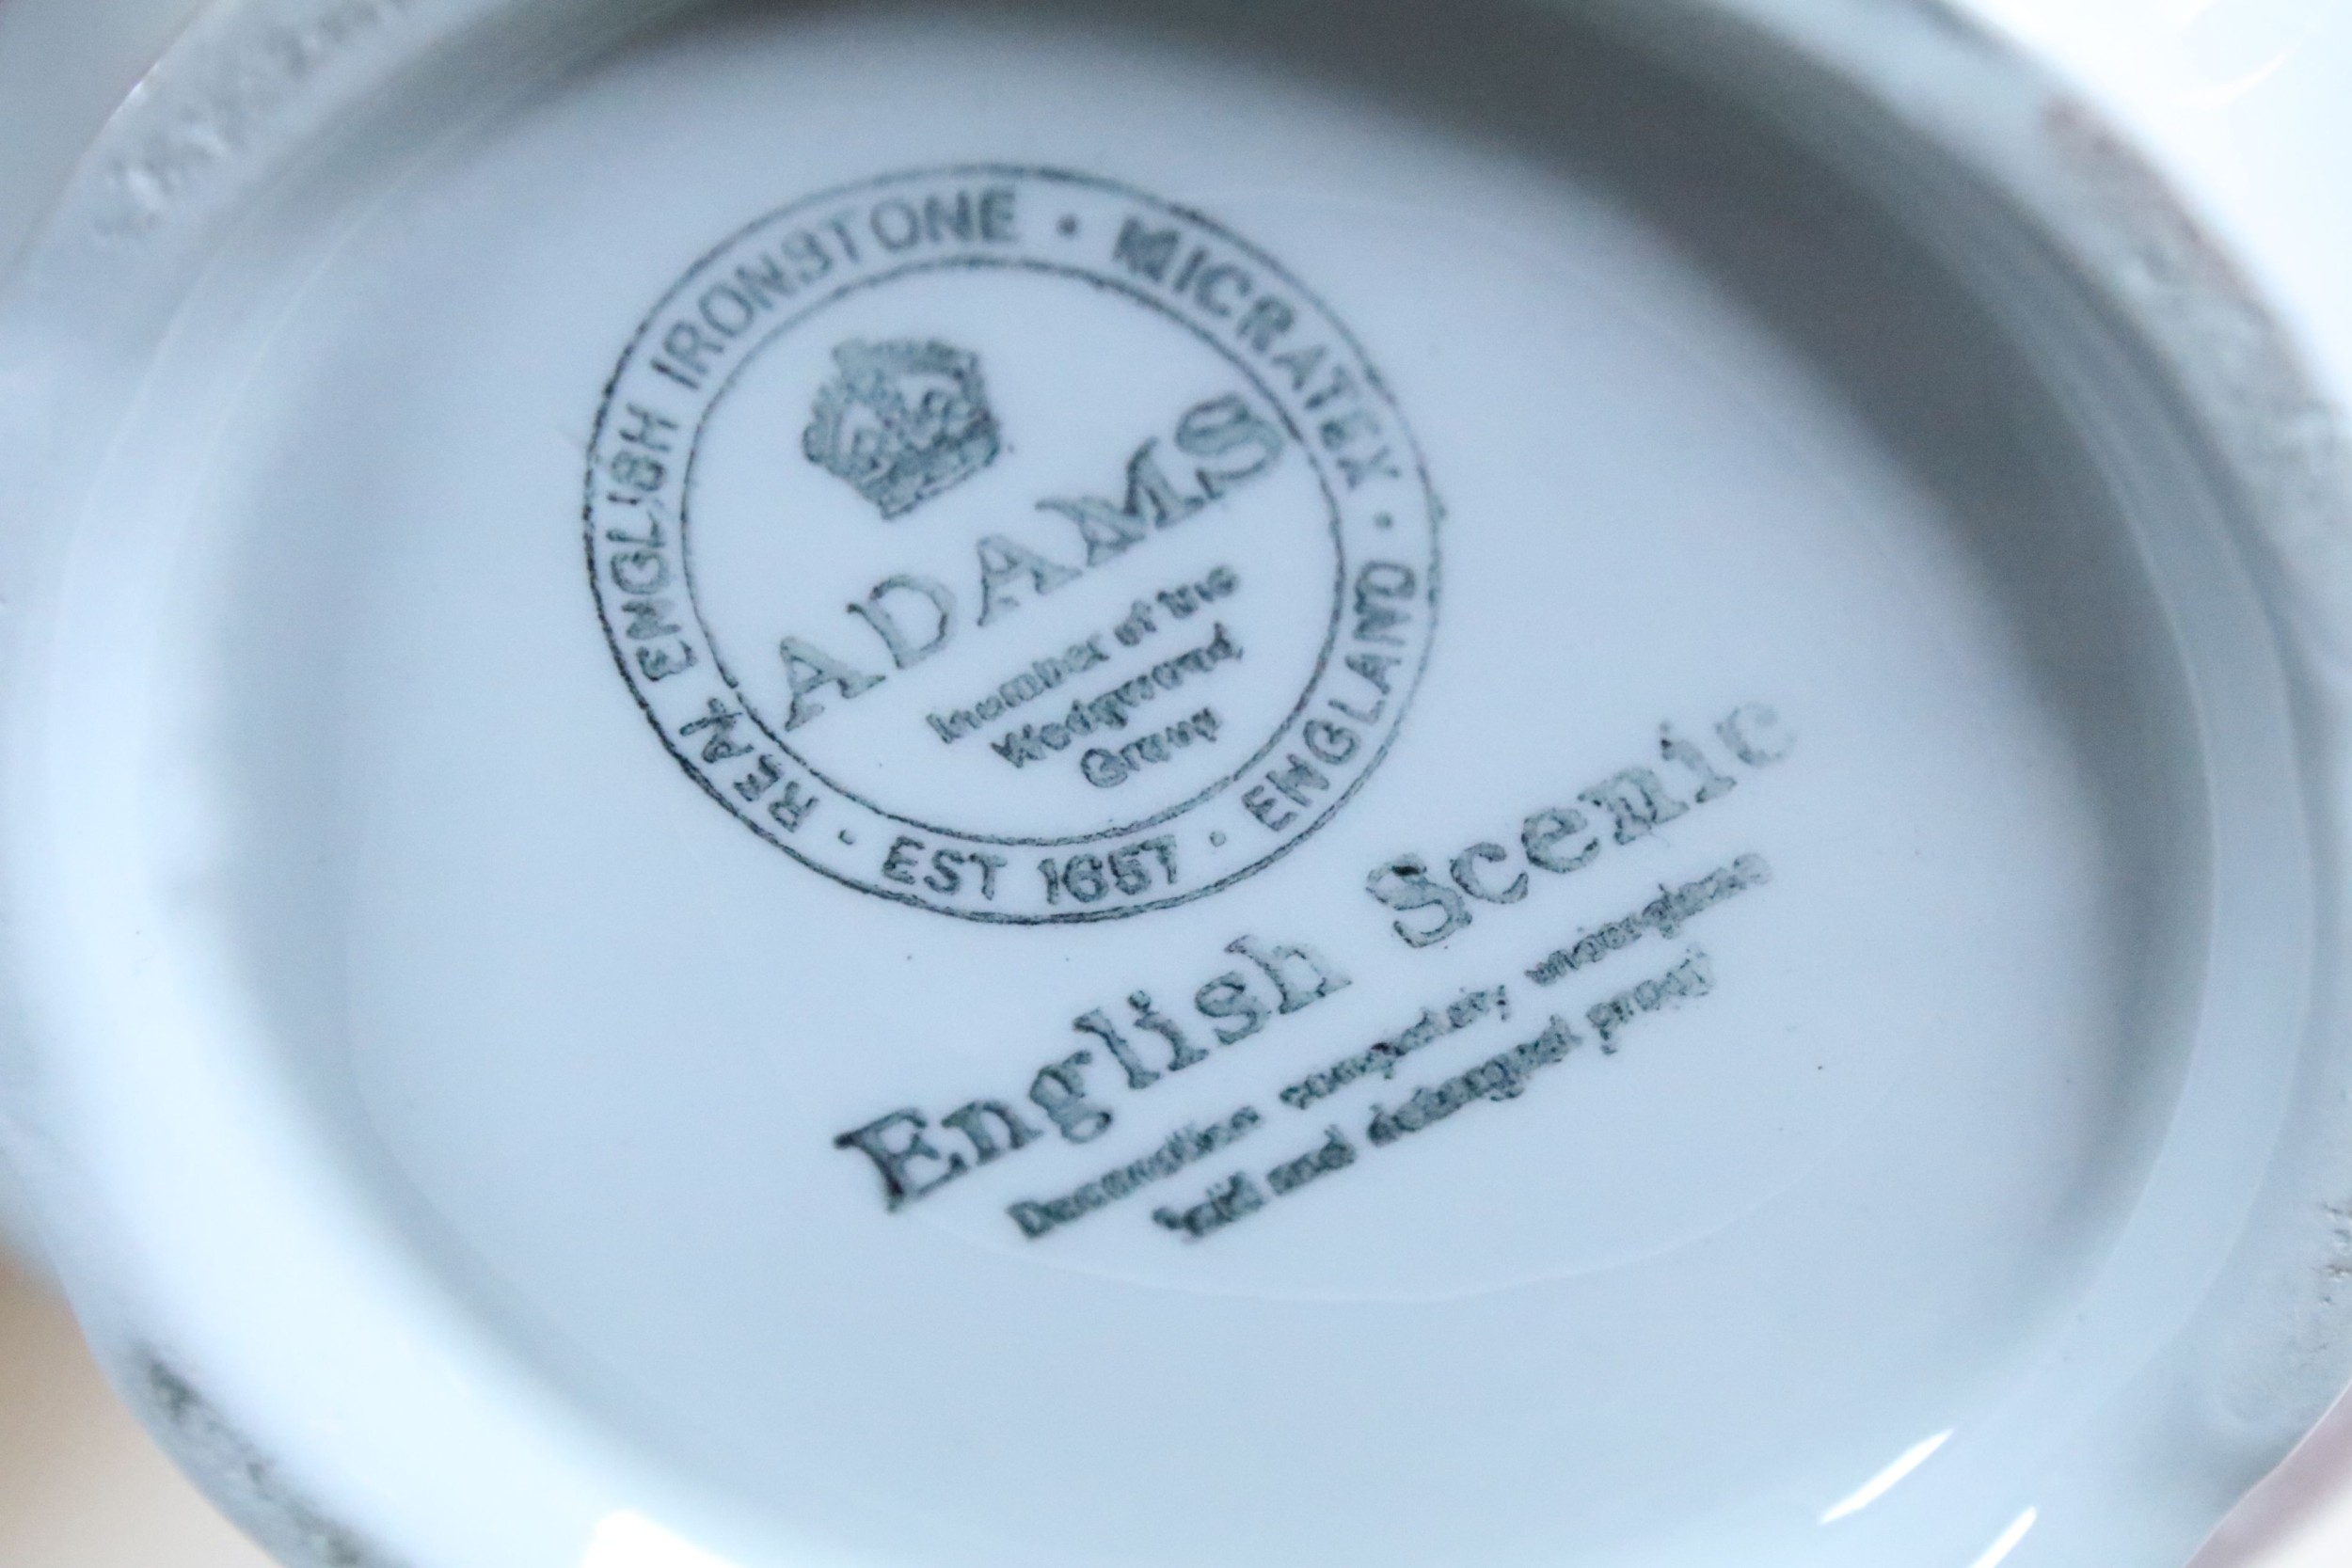 REAL ENGLISH IRONSTONE · MICRATEX · ENGLAND · EST 1657 ·
ADAMS
Member of the
Wedgwood
Group
English Scenic
Decoration completely underglaze
acid and detergent proof